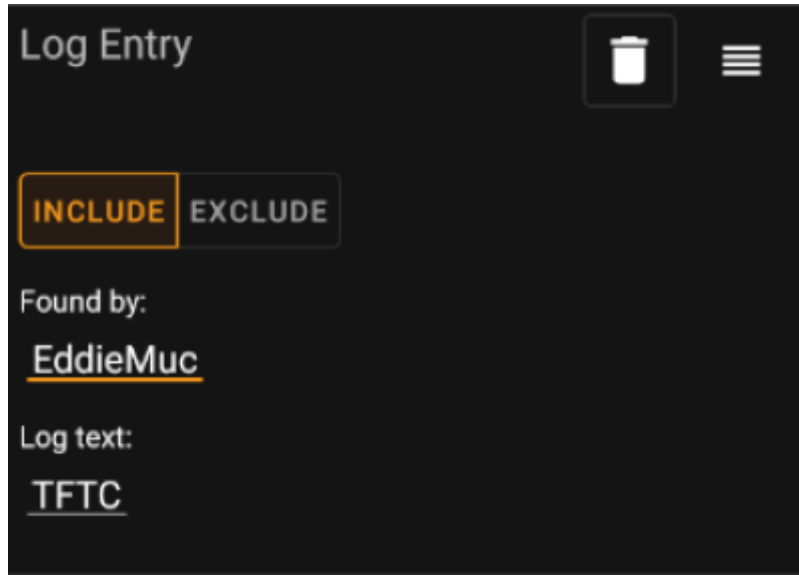 Log Entry
INCLUDE EXCLUDE
Found by:
EddieMuc
Log text:
TFTC